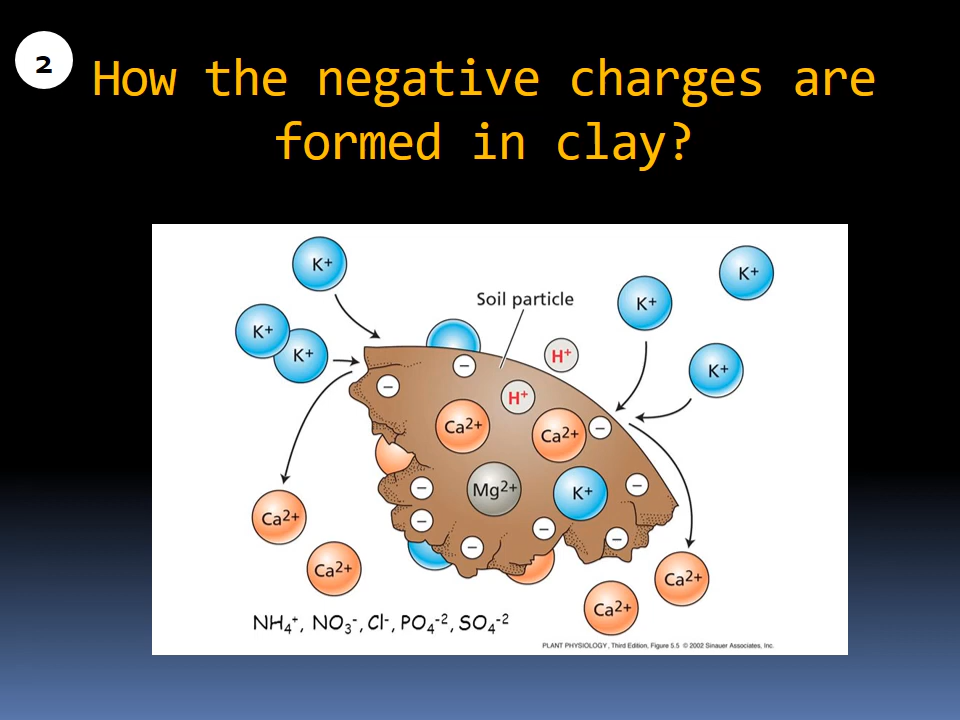 2
How the negative charges are
formed in clay?
K+
K+
K+
K+
K+
K+
Soil particle
H+
H+
−
−
Ca2+
Ca2+
−
−
Mg2+
K+
−
−
−
−
−
Ca2+
Ca2+
Ca2+
Ca2+
NH4+, NO3-, Cl-, PO4-2, SO4-2
PLANT PHYSIOLOGY, Third Edition, Figure 5.5 © 2002 Sinauer Associates, Inc.